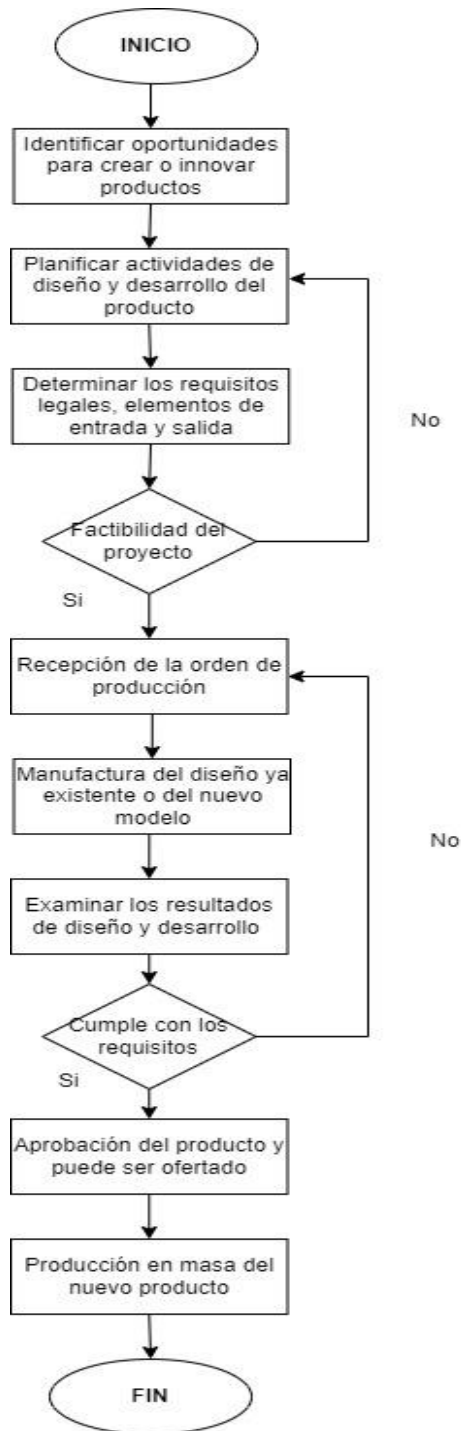 INICIO
Identificar oportunidades
para crear o innovar
productos
Planificar actividades de
diseño y desarrollo del
producto
Determinar los requisitos
legales, elementos de
entrada y salida
No
Factibilidad del
proyecto
Si
Recepción de la orden de
producción
Manufactura del diseño ya
existente o del nuevo
modelo
No
Examinar los resultados
de diseño y desarrollo
Cumple con los
requisitos
Si
Aprobación del producto y
puede ser ofertado
Producción en masa del
nuevo producto
FIN